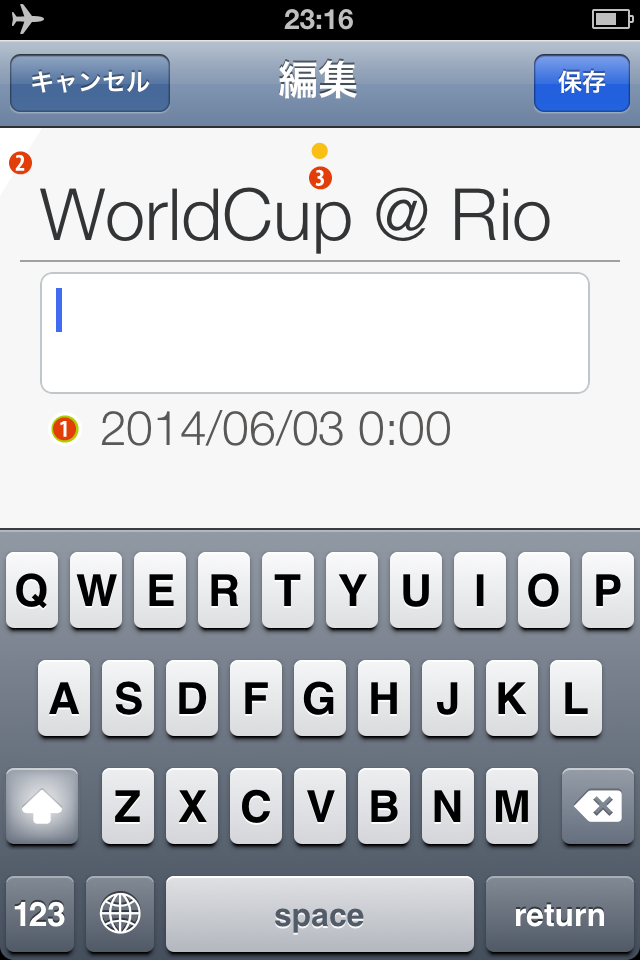 23:16
キャンセル 編集 保存
2
3
WorldCup @ Rio
1 2014/06/03 0:00
Q W E R T Y U I O P
A S D F G H J K L
Z X C V B N M
123 space return